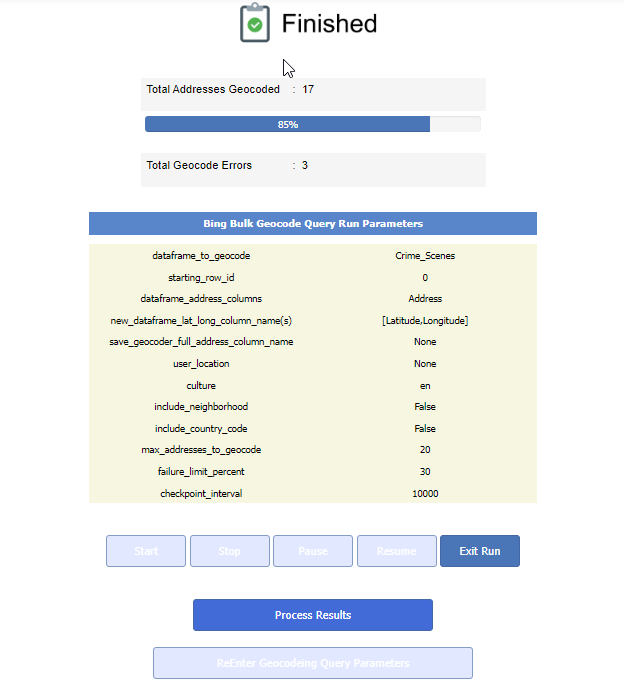 Finished
Total Addresses Geocoded : 17
85%
Total Geocode Errors : 3
Bing Bulk Geocode Query Run Parameters
dataframe_to_geocode Crime_Scenes
starting_row_id 0
dataframe_address_columns Address
new_dataframe_lat_long_column_name(s) [Latitude,Longitude]
save_geocoder_full_address_column_name None
user_location None
culture en
include_neighborhood False
include_country_code False
max_addresses_to_geocode 20
failure_limit_percent 30
checkpoint_interval 10000
Start Stop Pause Resume Exit Run
Process Results
ReEnter Geocodeing Query Parameters